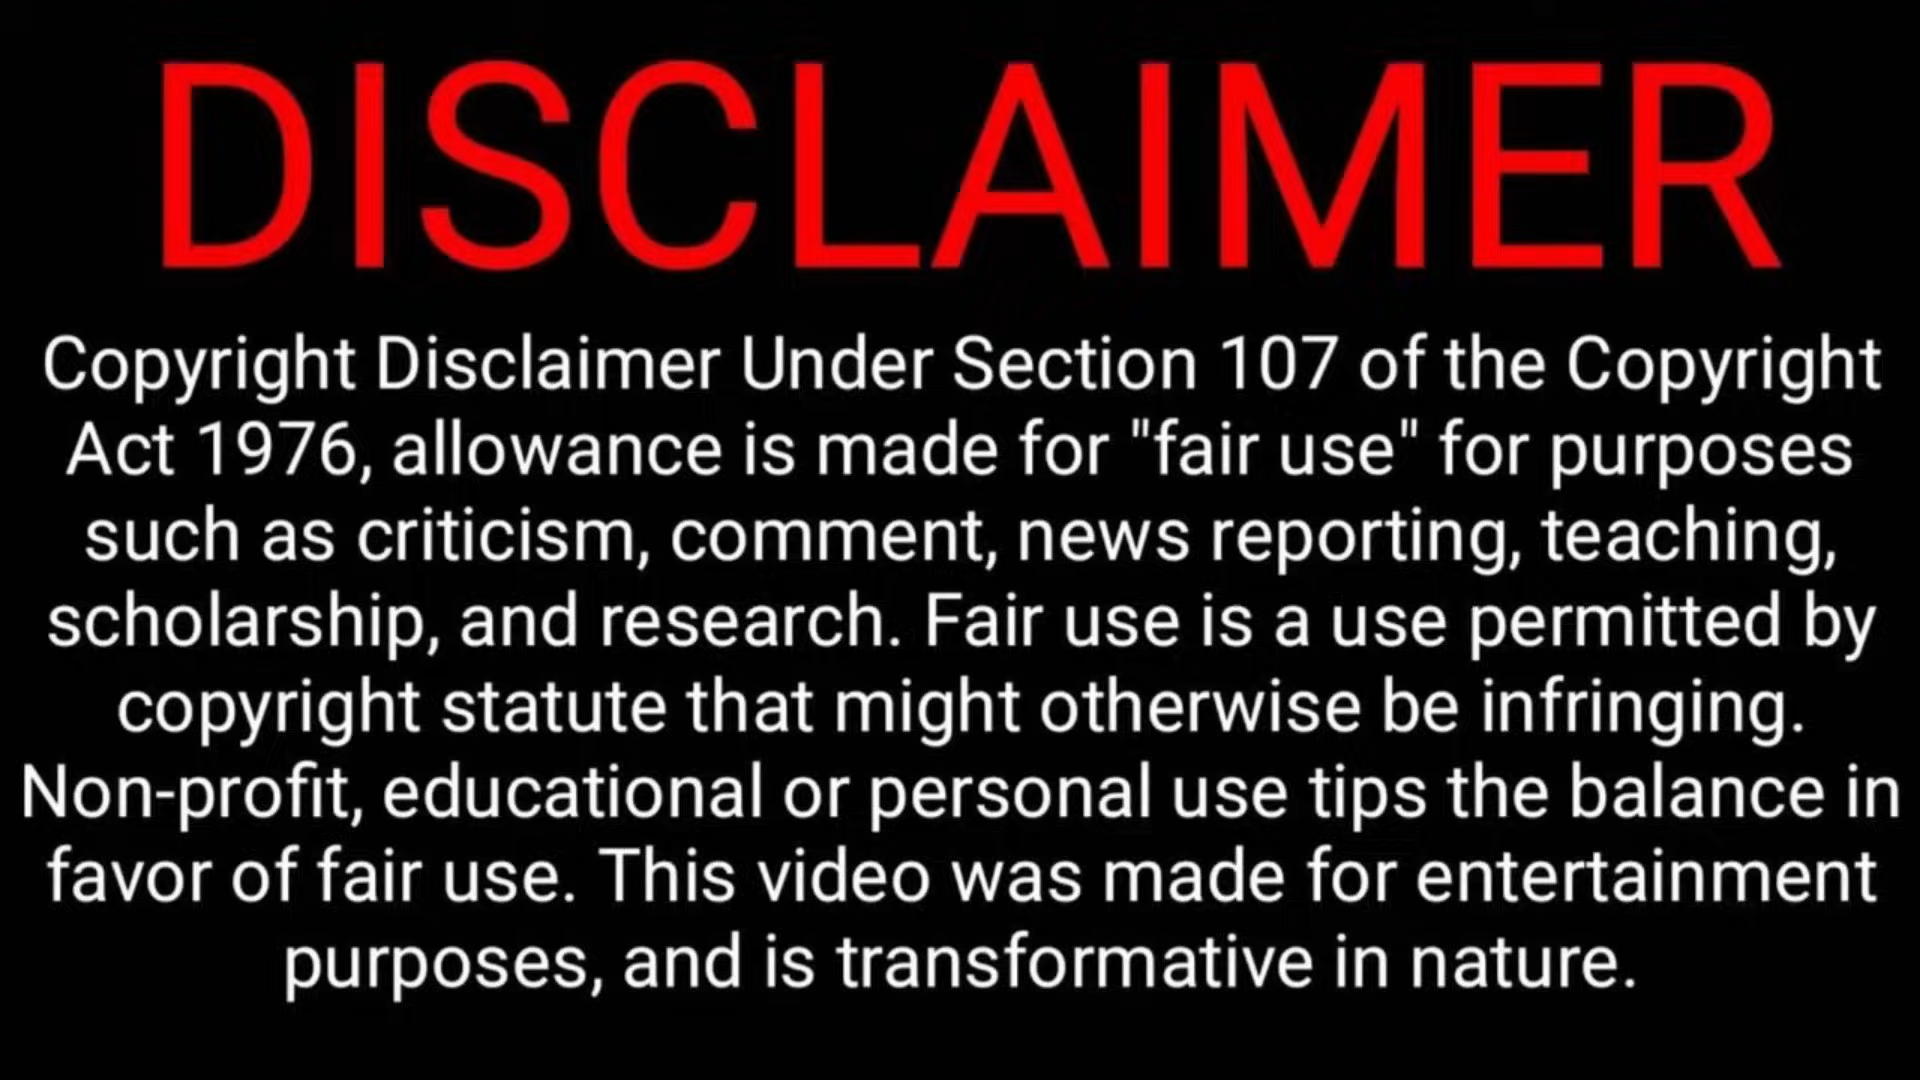 DISCLAIMER
Copyright Disclaimer Under Section 107 of the Copyright
Act 1976, allowance is made for "fair use" for purposes
such as criticism, comment, news reporting, teaching,
scholarship, and research. Fair use is a use permitted by
copyright statute that might otherwise be infringing.
Non-profit, educational or personal use tips the balance in
favor of fair use. This video was made for entertainment
purposes, and is transformative in nature.